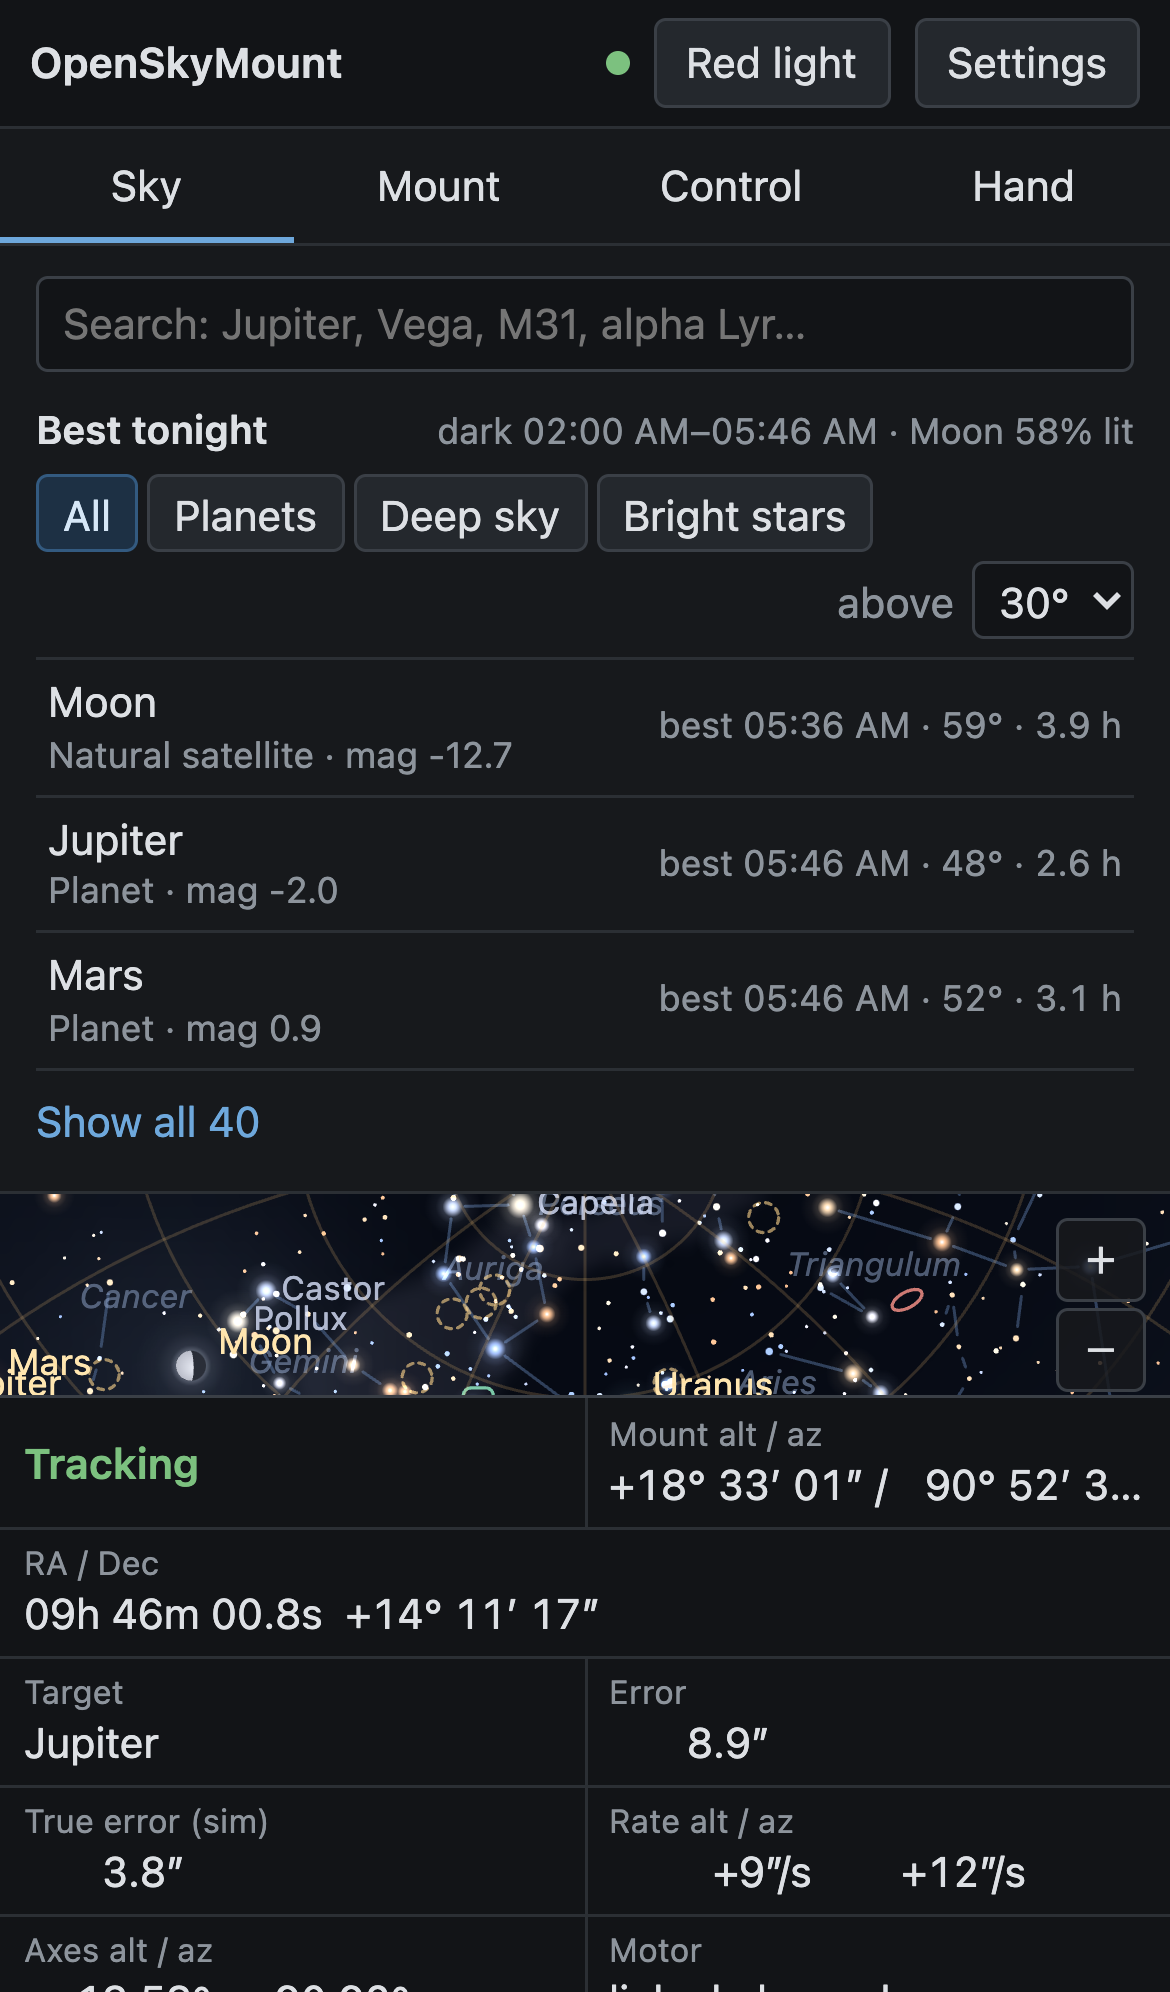 OpenSkyMount
Red light
Settings
Sky
Mount
Control
Hand
Search: Jupiter, Vega, M31, alpha Lyr...
Best tonight
dark 02:00 AM–05:46 AM · Moon 58% lit
All
Planets
Deep sky
Bright stars
above
30°
Moon
Natural satellite · mag -12.7
best 05:36 AM · 59° · 3.9 h
Jupiter
Planet · mag -2.0
best 05:46 AM · 48° · 2.6 h
Mars
Planet · mag 0.9
best 05:46 AM · 52° · 3.1 h
Show all 40
Capella
Auriga
Triangulum
+
Cancer
Castor
Pollux
Moon
Gemini
Mars
piter
Uranus
Aries
−
Tracking
Mount alt / az
+18° 33′ 01″ / 90° 52′ 3...
RA / Dec
09h 46m 00.8s +14° 11′ 17″
Target
Jupiter
Error
8.9″
True error (sim)
3.8″
Rate alt / az
+9″/s +12″/s
Axes alt / az
Motor